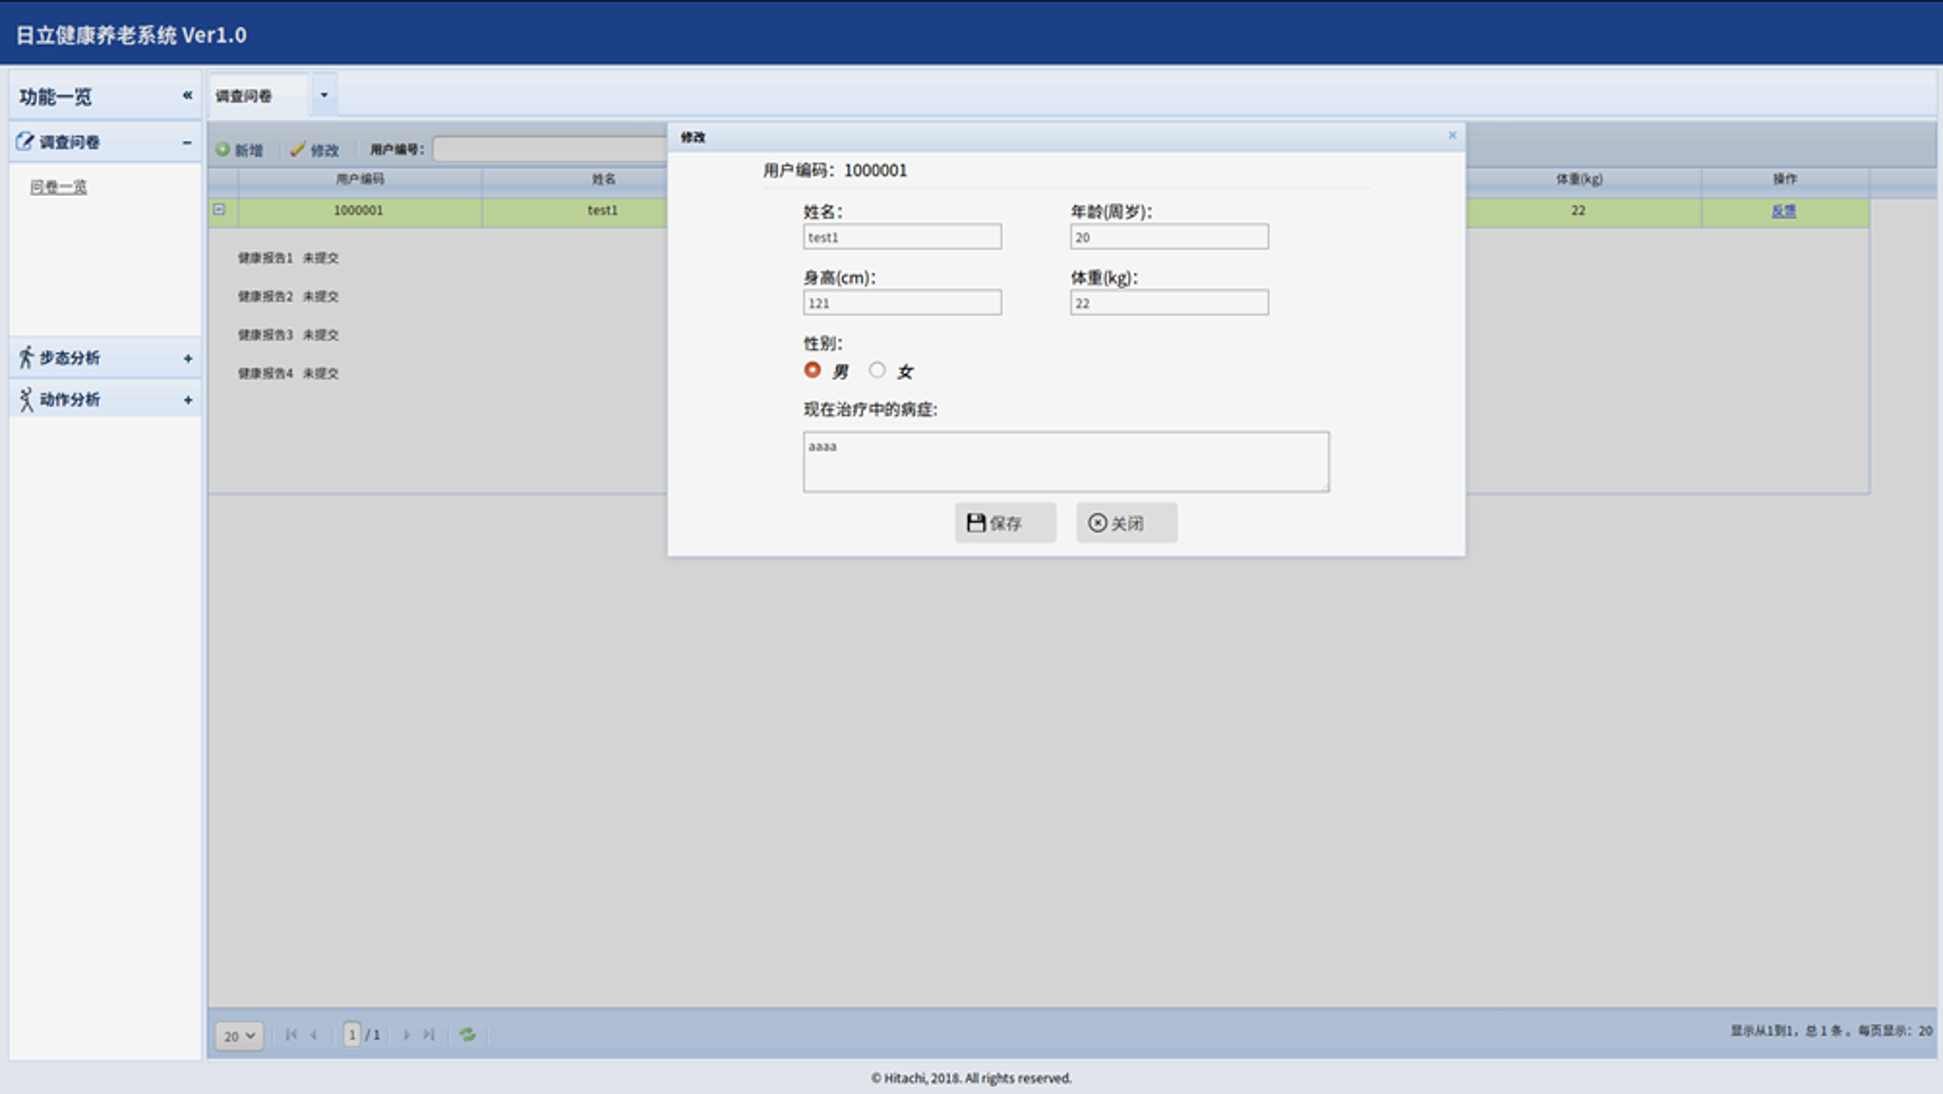 日立健康养老系统 Ver1.0
功能一览 «
调查问卷
调查问卷 −
问卷一览
步态分析 +
动作分析 +
新增 修改 用户编号：
用户编码 姓名 体重(kg) 操作
1000001 test1 22 反馈
健康报告1 未提交
健康报告2 未提交
健康报告3 未提交
健康报告4 未提交
修改 ×
用户编码：1000001
姓名： 年龄(周岁)：
test1 20
身高(cm)： 体重(kg)：
121 22
性别：
男 女
现在治疗中的病症:
aaaa
保存 关闭
20 1 / 1 显示从1到1，总 1 条 。每页显示：20
© Hitachi, 2018. All rights reserved.